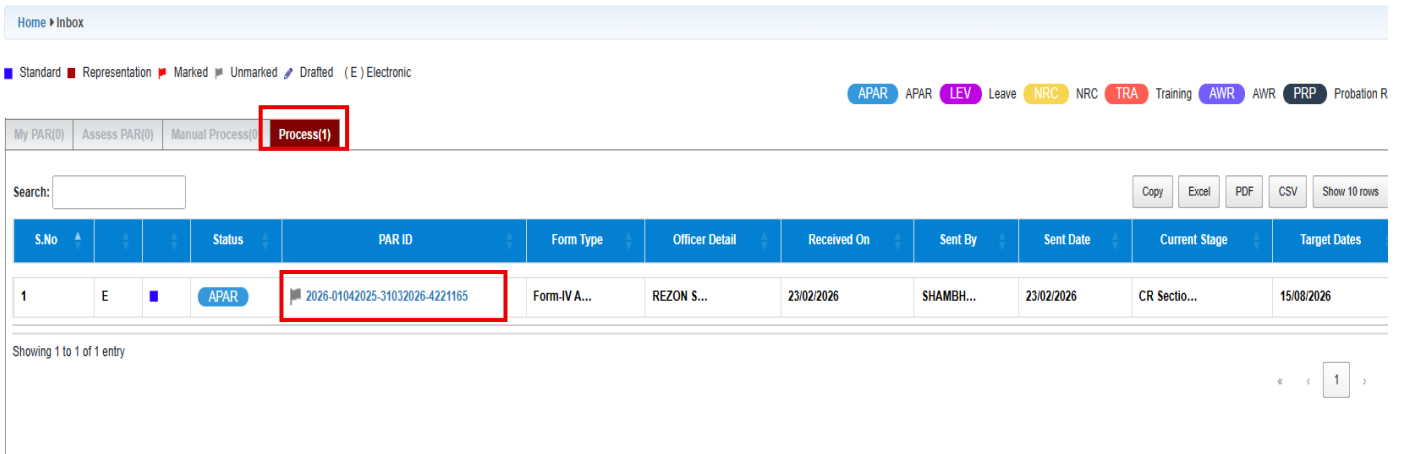 Home Inbox
Standard Representation Marked Unmarked Drafted ( E ) Electronic
APAR APAR LEV Leave NRC NRC TRA Training AWR AWR PRP Probation R
My PAR(0) Assess PAR(0) Manual Process(0 Process(1)
Search:
Copy Excel PDF CSV Show 10 rows
S.No Status PAR ID Form Type Officer Detail Received On Sent By Sent Date Current Stage Target Dates
1 E APAR 2026-01042025-31032026-4221165 Form-IV A... REZON S... 23/02/2026 SHAMBH... 23/02/2026 CR Sectio... 15/08/2026
Showing 1 to 1 of 1 entry
« ‹ 1 ›